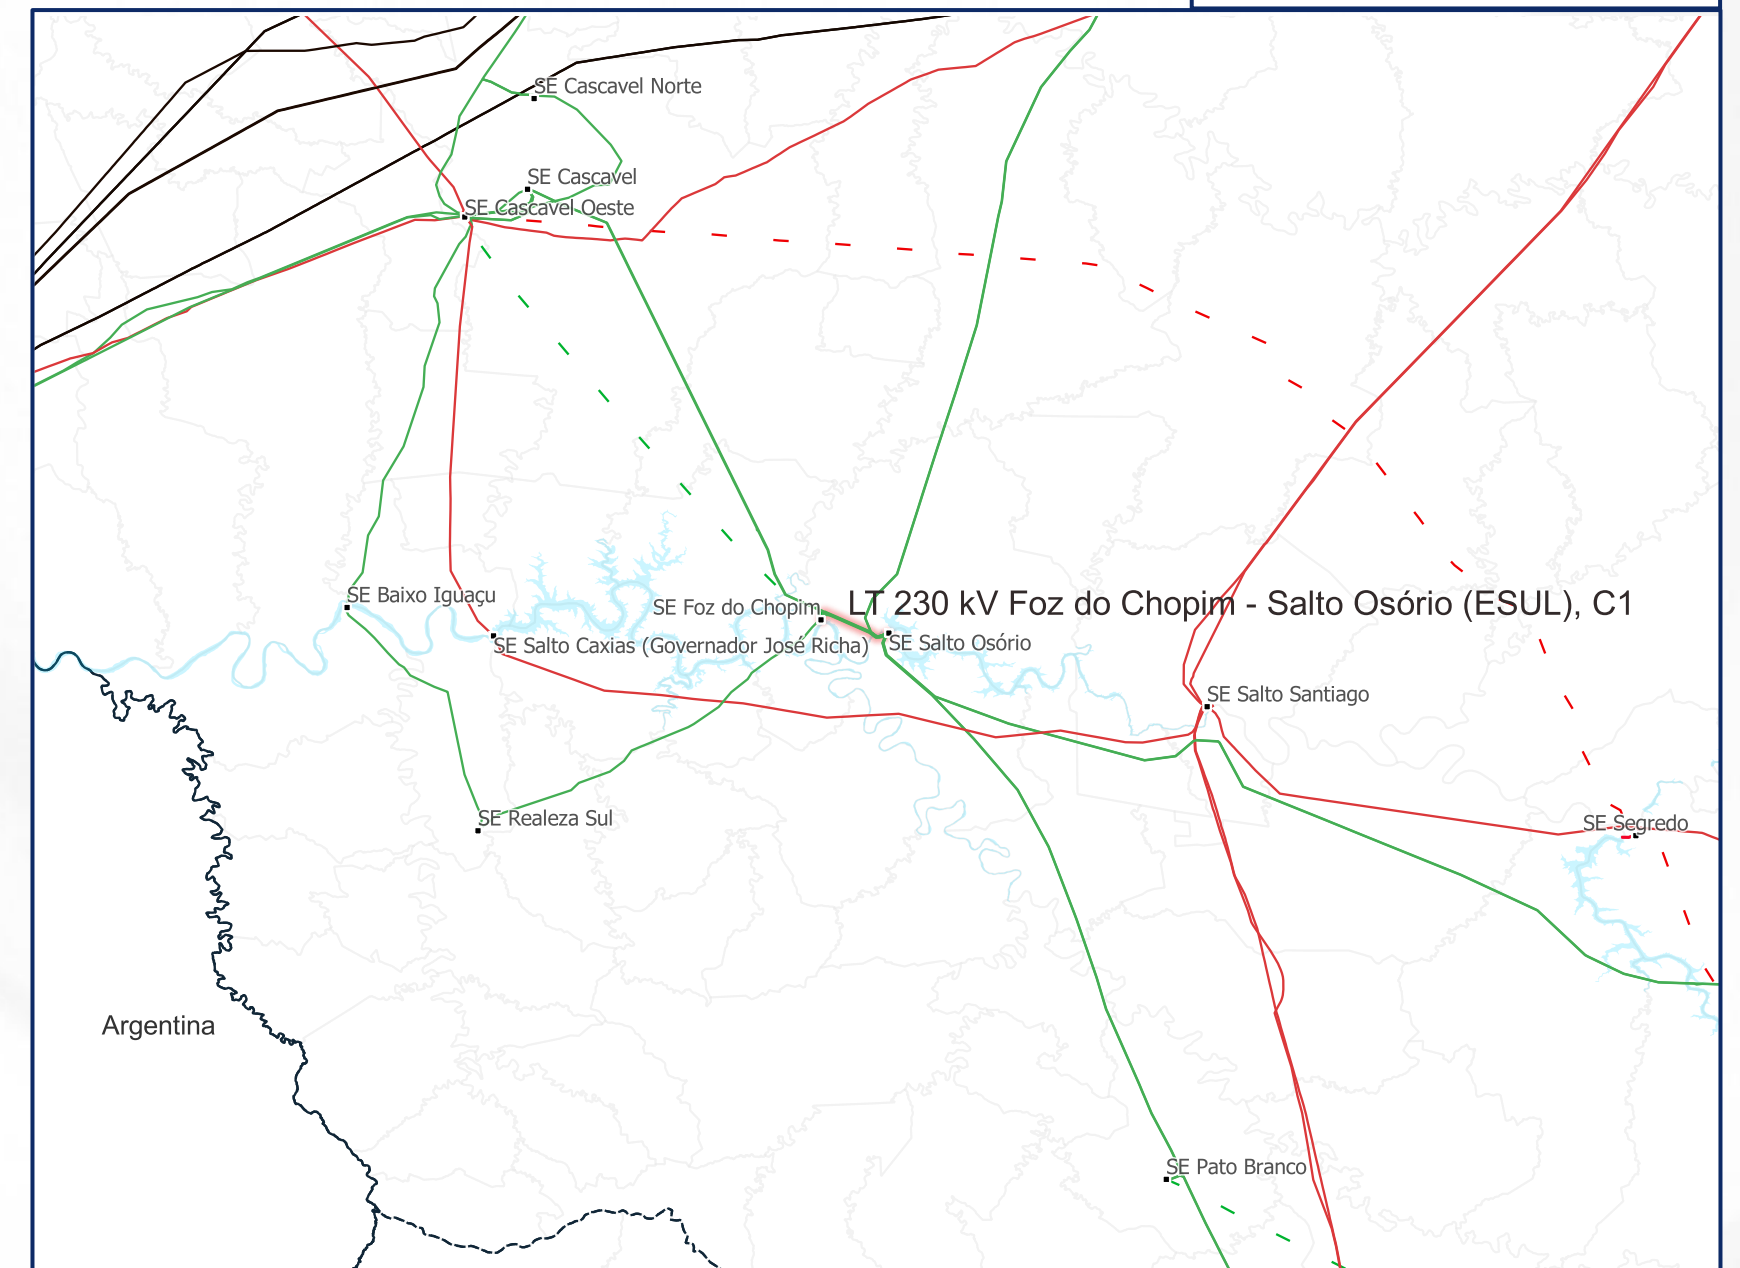 SE Cascavel Norte
SE Cascavel
SE Cascavel Oeste
SE Baixo Iguaçu
SE Foz do Chopim
LT 230 kV Foz do Chopim - Salto Osório (ESUL), C1
SE Salto Caxias (Governador José Richa)
SE Salto Osório
SE Salto Santiago
SE Realeza Sul
SE Segredo
Argentina
SE Pato Branco